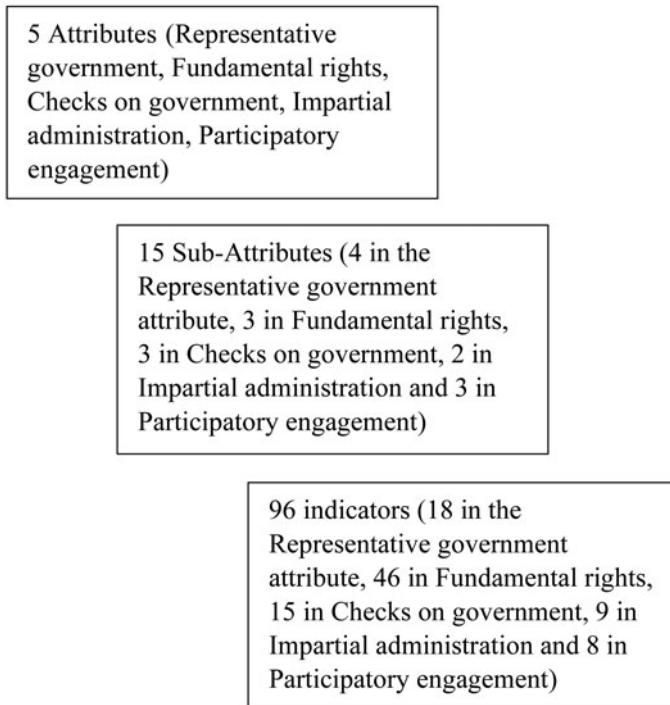 5 Attributes (Representative
government, Fundamental rights,
Checks on government, Impartial
administration, Participatory
engagement)
15 Sub-Attributes (4 in the
Representative government
attribute, 3 in Fundamental rights,
3 in Checks on government, 2 in
Impartial administration and 3 in
Participatory engagement)
96 indicators (18 in the
Representative government
attribute, 46 in Fundamental rights,
15 in Checks on government, 9 in
Impartial administration and 8 in
Participatory engagement)